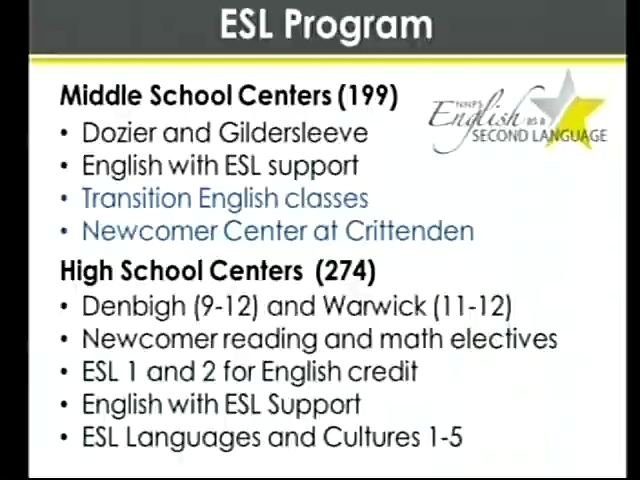 ESL Program
Middle School Centers (199)
• Dozier and Gildersleeve
• English with ESL support
• Transition English classes
• Newcomer Center at Crittenden
NNPS
English as a
SECOND LANGUAGE
High School Centers (274)
• Denbigh (9-12) and Warwick (11-12)
• Newcomer reading and math electives
• ESL 1 and 2 for English credit
• English with ESL Support
• ESL Languages and Cultures 1-5